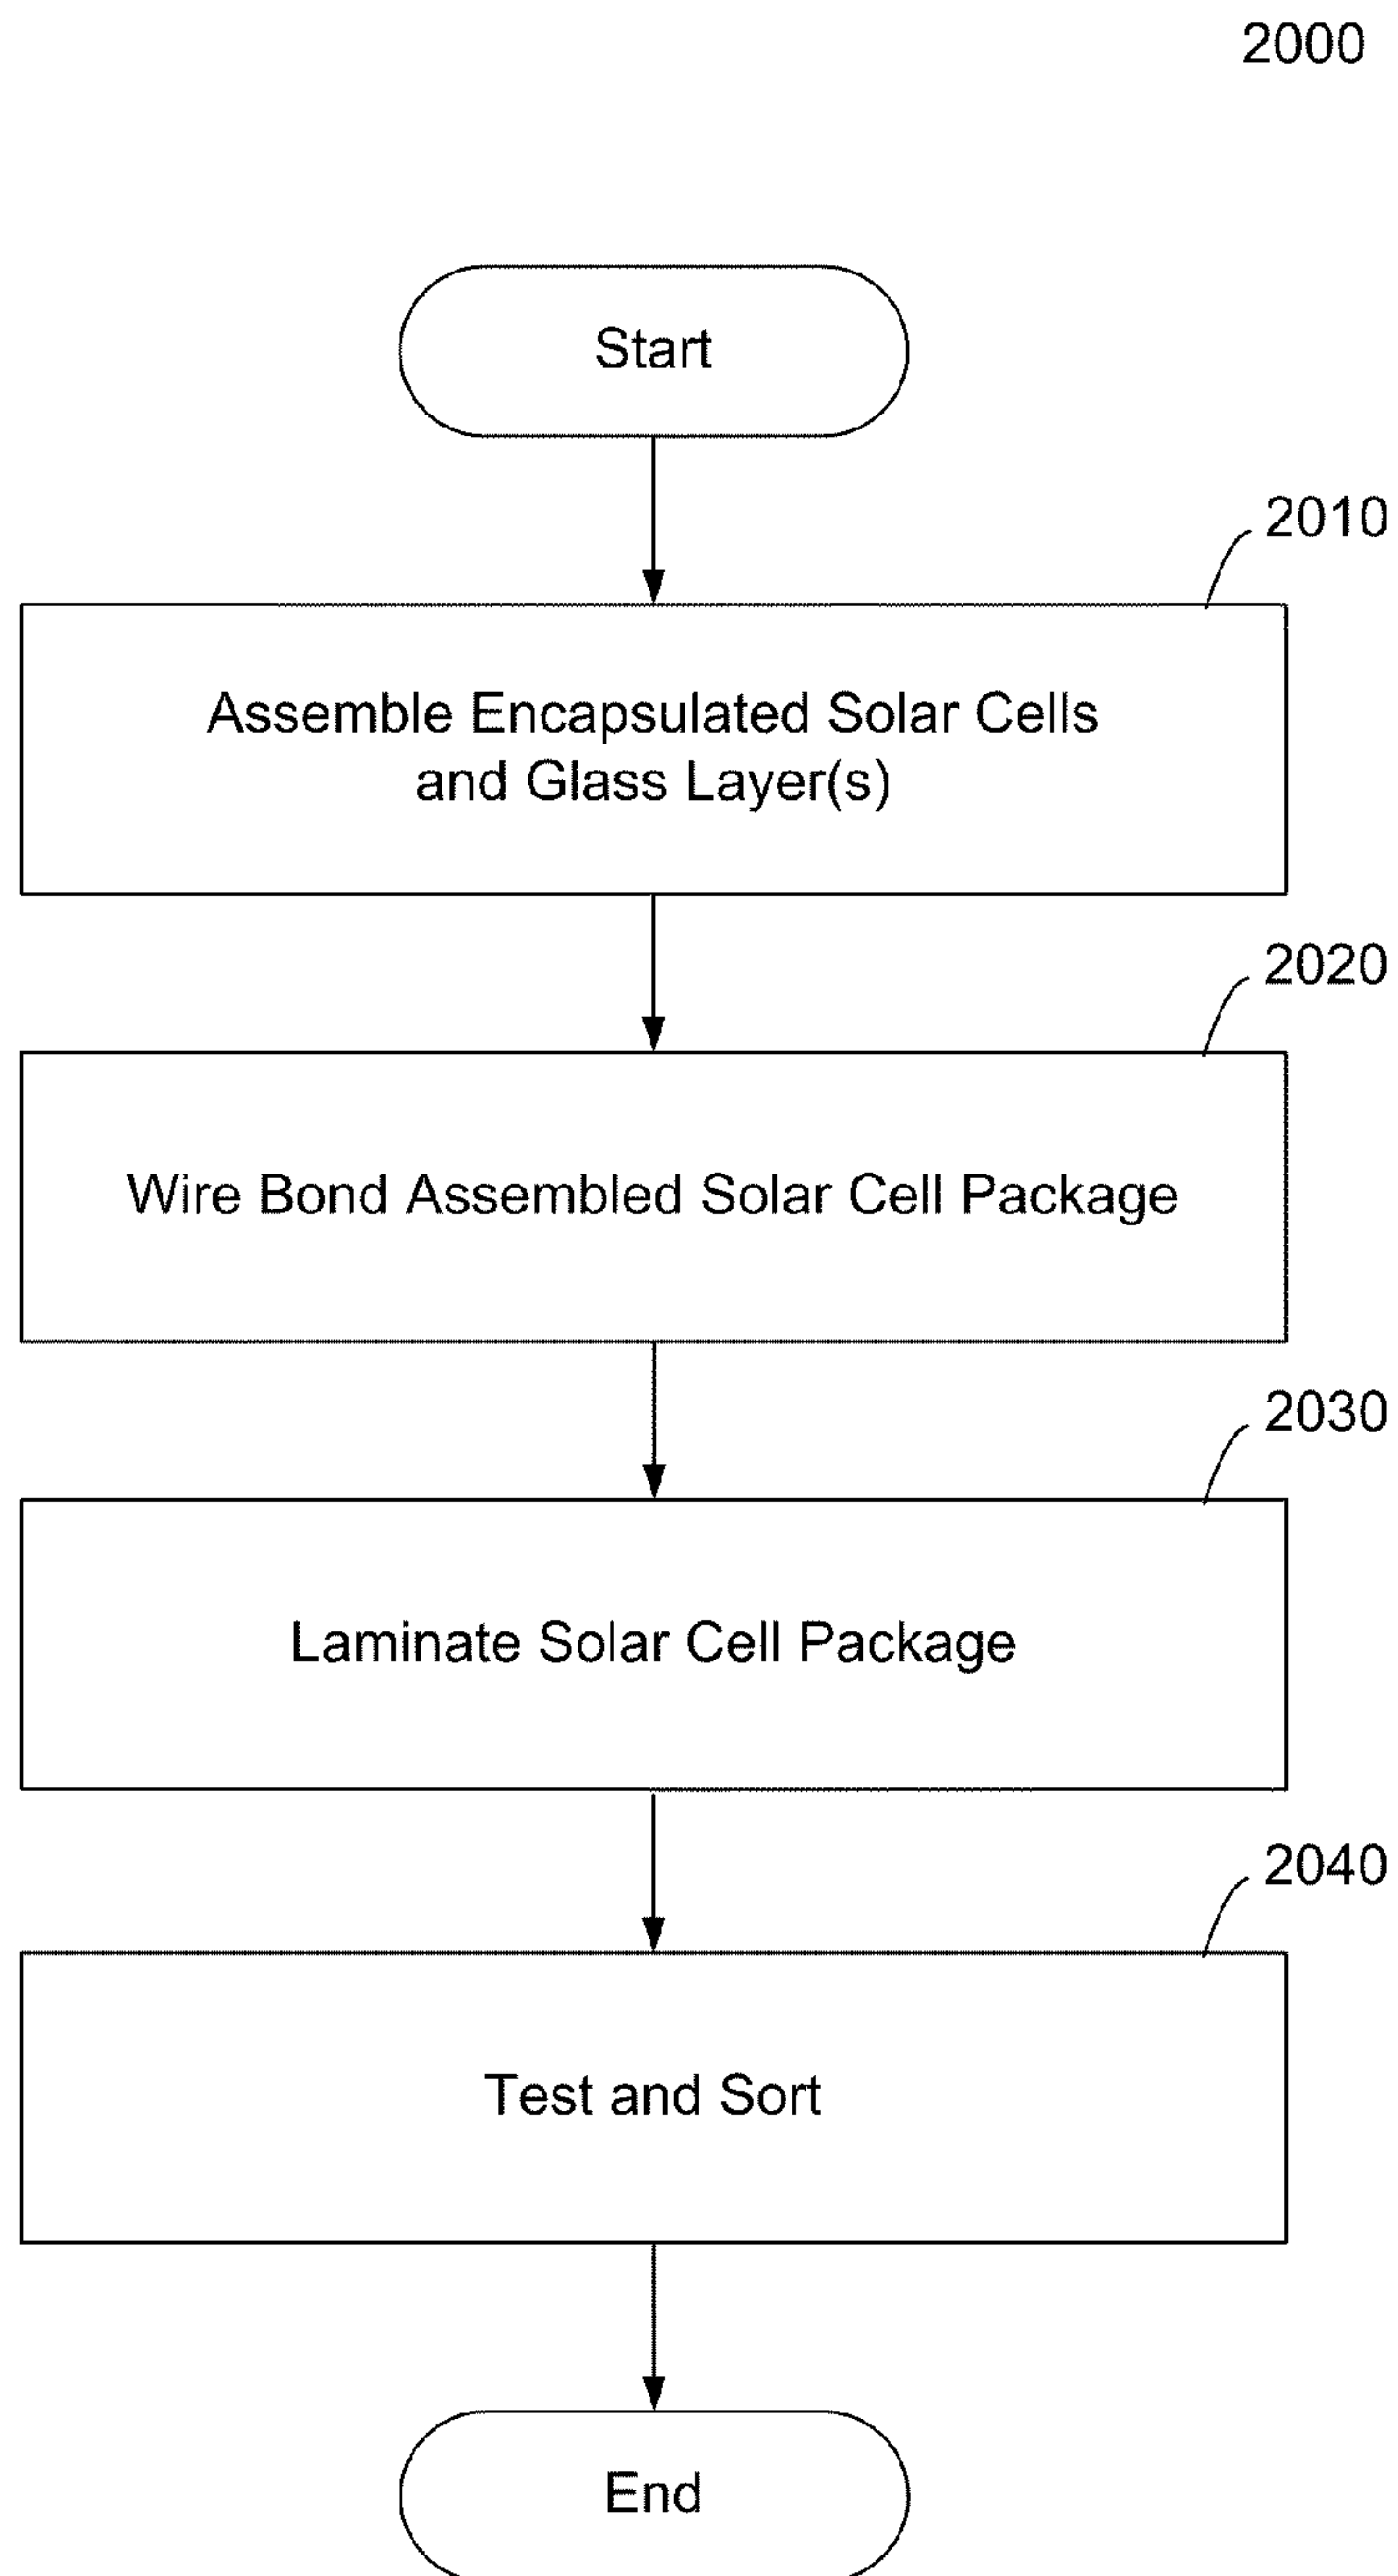 2000
Start
2010
Assemble Encapsulated Solar Cells
and Glass Layer(s)
2020
Wire Bond Assembled Solar Cell Package
2030
Laminate Solar Cell Package
2040
Test and Sort
End